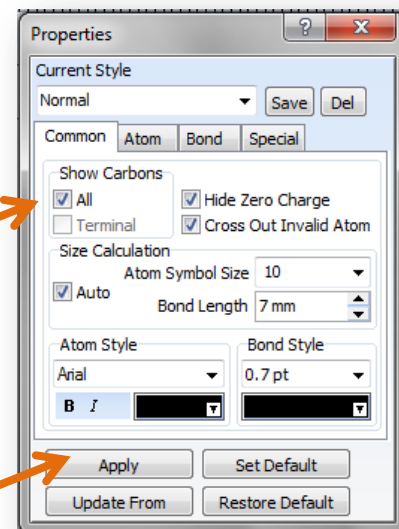 Properties
?
X
Current Style
Normal
Save
Del
Common Atom Bond Special
Show Carbons
All
Hide Zero Charge
Terminal
Cross Out Invalid Atom
Size Calculation
Atom Symbol Size 10
Auto
Bond Length 7 mm
Atom Style
Bond Style
Arial
0.7 pt
B I
Apply
Set Default
Update From
Restore Default